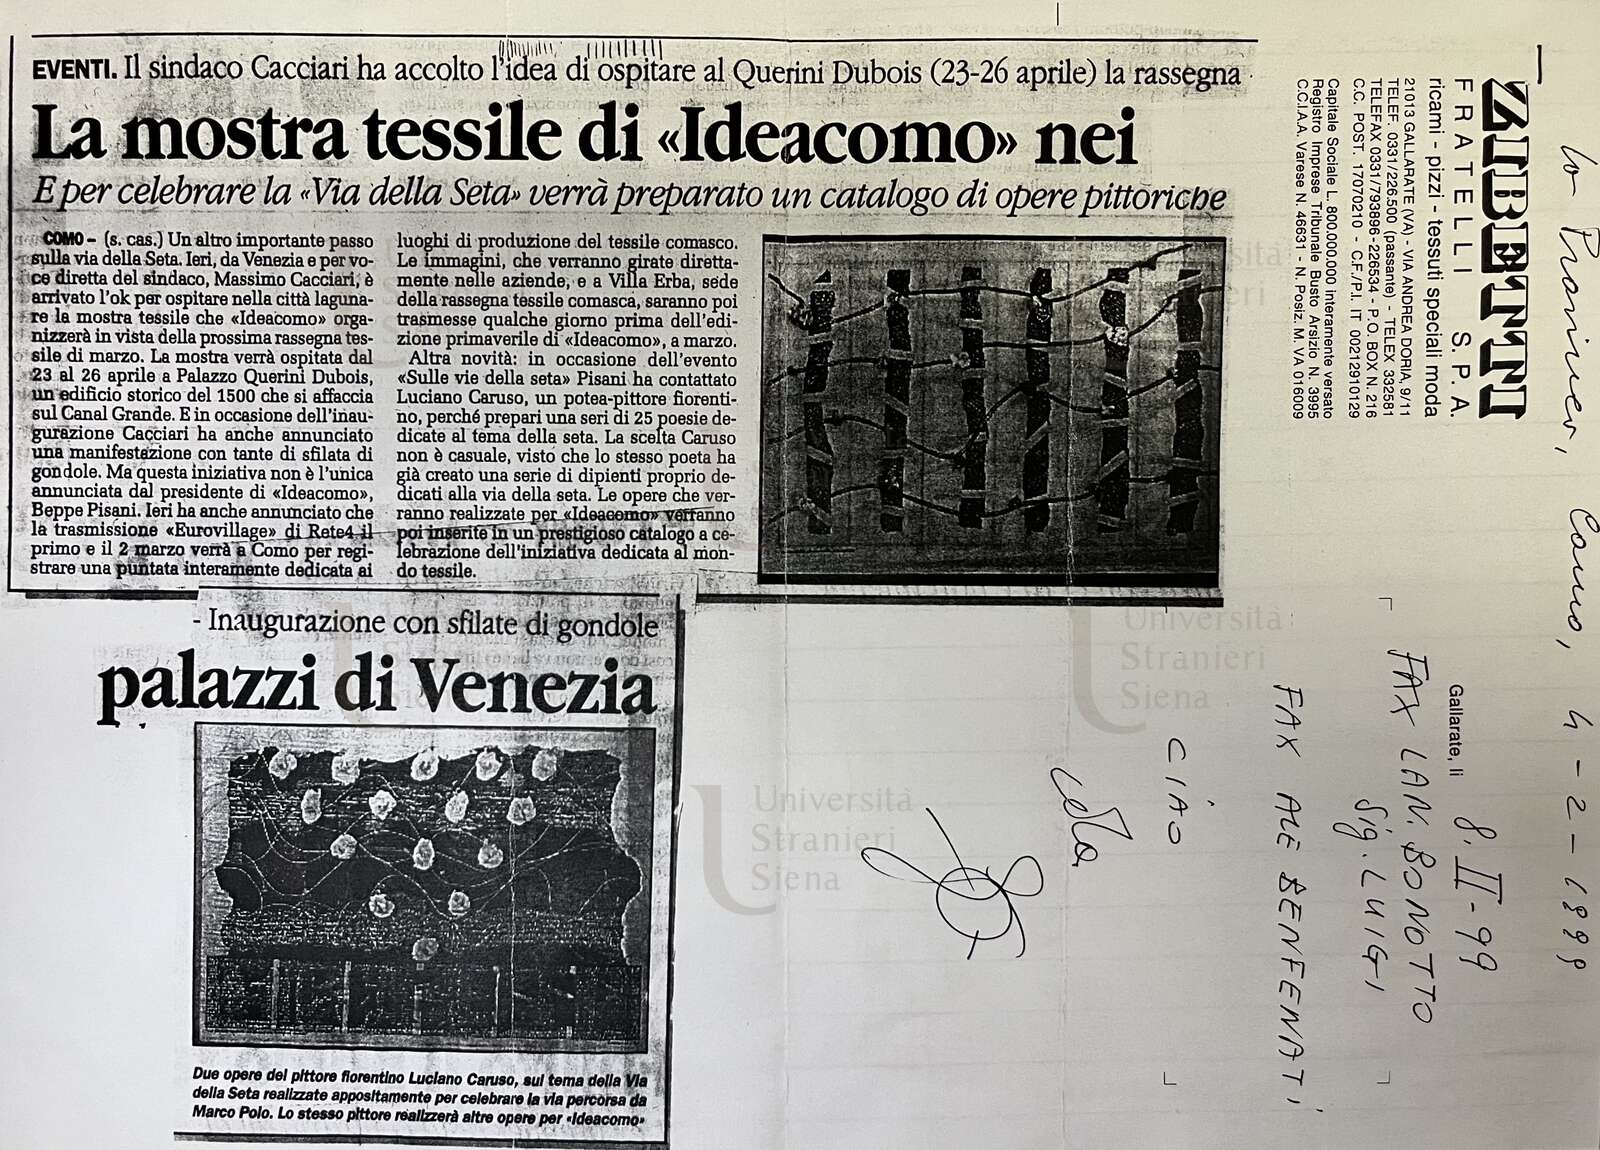 EVENTI. Il sindaco Cacciari ha accolto l'idea di ospitare al Querini Dubois (23-26 aprile) la rassegna
La mostra tessile di «Ideacomo» nei
E per celebrare la «Via della Seta» verrà preparato un catalogo di opere pittoriche
COMO – (s. cas.) Un altro importante passo
sulla via della Seta. Ieri, da Venezia e per vo-
ce diretta del sindaco, Massimo Cacciari, è
arrivato l'ok per ospitare nella città laguna-
re la mostra tessile che «Ideacomo» orga-
nizzerà in vista della prossima rassegna tes-
sile di marzo. La mostra verrà ospitata dal
23 al 26 aprile a Palazzo Querini Dubois,
un edificio storico del 1500 che si affaccia
sul Canal Grande. E in occasione dell'inau-
gurazione Cacciari ha anche annunciato
una manifestazione con tante di sfilata di
gondole. Ma questa iniziativa non è l'unica
annunciata dal presidente di «Ideacomo»,
Beppe Pisani. Ieri ha anche annunciato che
la trasmissione «Eurovillage» di Rete4 il
primo e il 2 marzo verrà a Como per regi-
strare una puntata interamente dedicata ai
luoghi di produzione del tessile comasco.
Le immagini, che verranno girate diretta-
mente nelle aziende, e a Villa Erba, sede
della rassegna tessile comasca, saranno poi
trasmesse qualche giorno prima dell'edi-
zione primaverile di «Ideacomo», a marzo.
Altra novità: in occasione dell'evento
«Sulle vie della seta» Pisani ha contattato
Luciano Caruso, un potea-pittore fiorenti-
no, perché prepari una seri di 25 poesie de-
dicate al tema della seta. La scelta Caruso
non è casuale, visto che lo stesso poeta ha
già creato una serie di dipienti proprio de-
dicati alla via della seta. Le opere che ver-
ranno realizzate per «Ideacomo» verranno
poi inserite in un prestigioso catalogo a ce-
lebrazione dell'iniziativa dedicata al mon-
do tessile.
- Inaugurazione con sfilate di gondole
palazzi di Venezia
Due opere del pittore fiorentino Luciano Caruso, sul tema della Via
della Seta realizzate appositamente per celebrare la via percorsa da
Marco Polo. Lo stesso pittore realizzerà altre opere per «Ideacomo»
Como, 4-2-1999
ZIBETTI
FRATELLI S.P.A.
ricami - pizzi - tessuti speciali moda
21013 GALLARATE (VA) - VIA ANDREA DORIA, 9/11
TELEF. 0331/226.500 (passante) - TELEX 332581
TELEFAX 0331/793896-226534 - P.O.BOX N. 216
C.C. POST. 17070210 - C.F./P.I. IT 00212910129
Capitale Sociale L. 800.000.000 interamente versato
Registro Imprese Tribunale Busto Arsizio N. 3995
C.C.I.A.A. Varese N. 46631 - N. Posiz. M. VA 016009
Gallarate, li 8.II-99
FAX LAN. BONOTTO
Sig. LUIGI
FAX ALE BENFENATI
CIAO
Università
Stranieri
Siena
Università
Stranieri
Siena